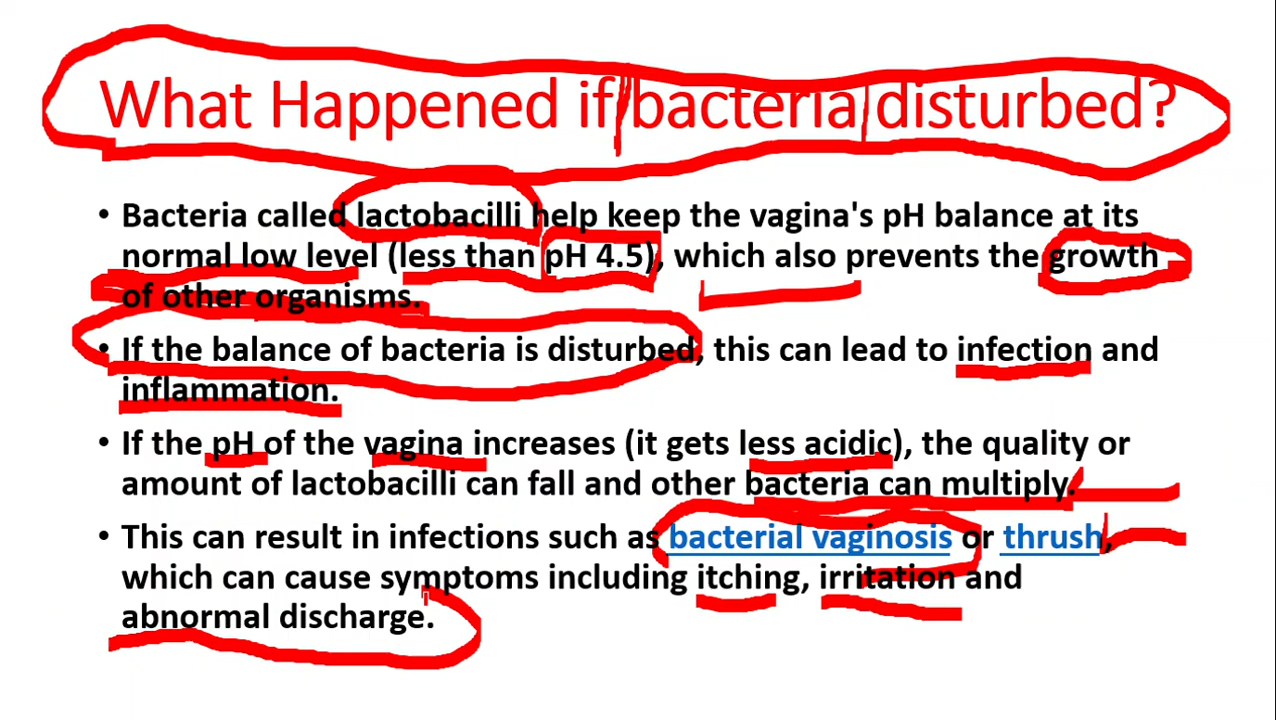 What Happened if bacteria disturbed?
• Bacteria called lactobacilli help keep the vagina's pH balance at its
normal low level (less than pH 4.5), which also prevents the growth
of other organisms.
• If the balance of bacteria is disturbed, this can lead to infection and
inflammation.
• If the pH of the vagina increases (it gets less acidic), the quality or
amount of lactobacilli can fall and other bacteria can multiply.
• This can result in infections such as bacterial vaginosis or thrush,
which can cause symptoms including itching, irritation and
abnormal discharge.